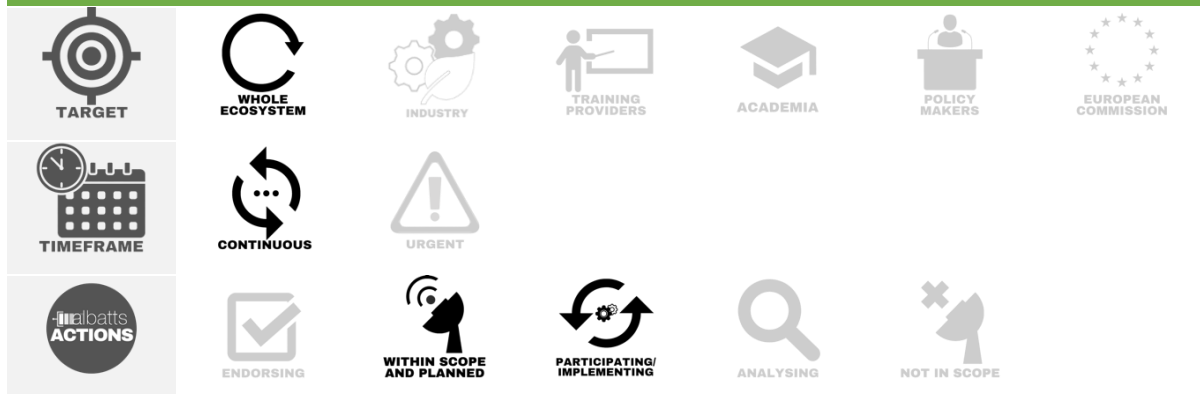 TARGET
WHOLE
ECOSYSTEM
INDUSTRY
TRAINING
PROVIDERS
ACADEMIA
POLICY
MAKERS
EUROPEAN
COMMISSION
TIMEFRAME
CONTINUOUS
URGENT
albatts
ACTIONS
ENDORSING
WITHIN SCOPE
AND PLANNED
PARTICIPATING/
IMPLEMENTING
ANALYSING
NOT IN SCOPE